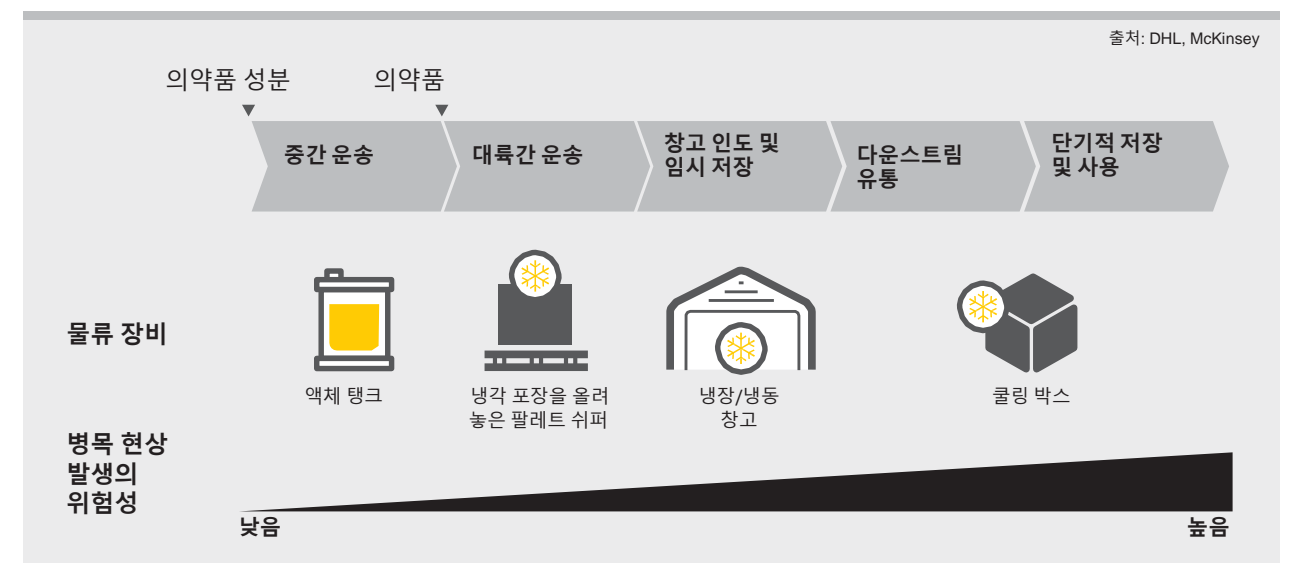 출처: DHL, McKinsey
의약품 성분
의약품
중간 운송
대륙간 운송
창고 인도 및
임시 저장
다운스트림
유통
단기적 저장
및 사용
물류 장비
액체 탱크
냉각 포장을 올려
놓은 팔레트 쉬퍼
냉장/냉동
창고
쿨링 박스
병목 현상
발생의
위험성
낮음
높음